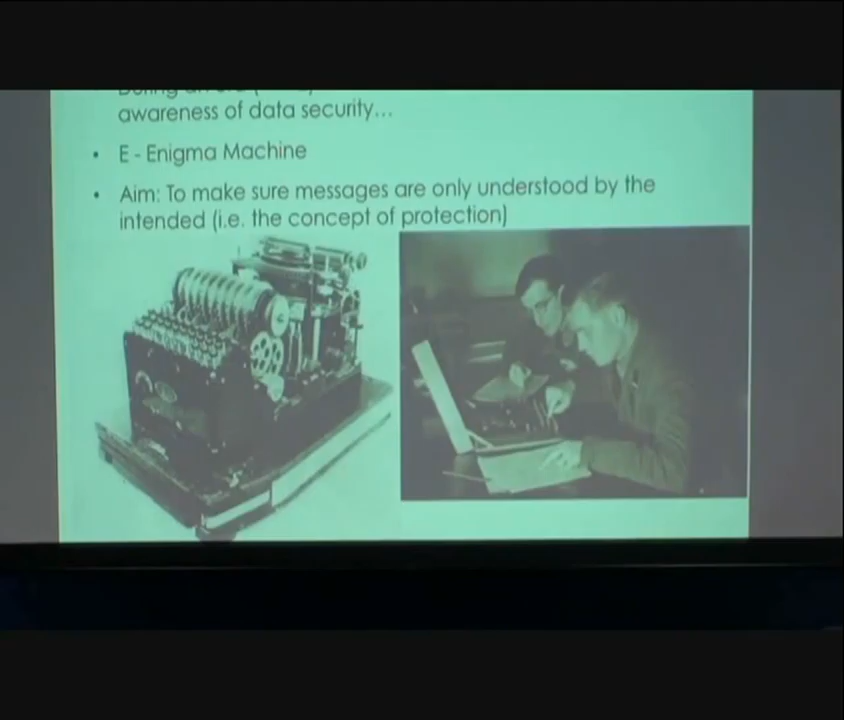 awareness of data security...
• E - Enigma Machine
• Aim: To make sure messages are only understood by the
intended (i.e. the concept of protection)